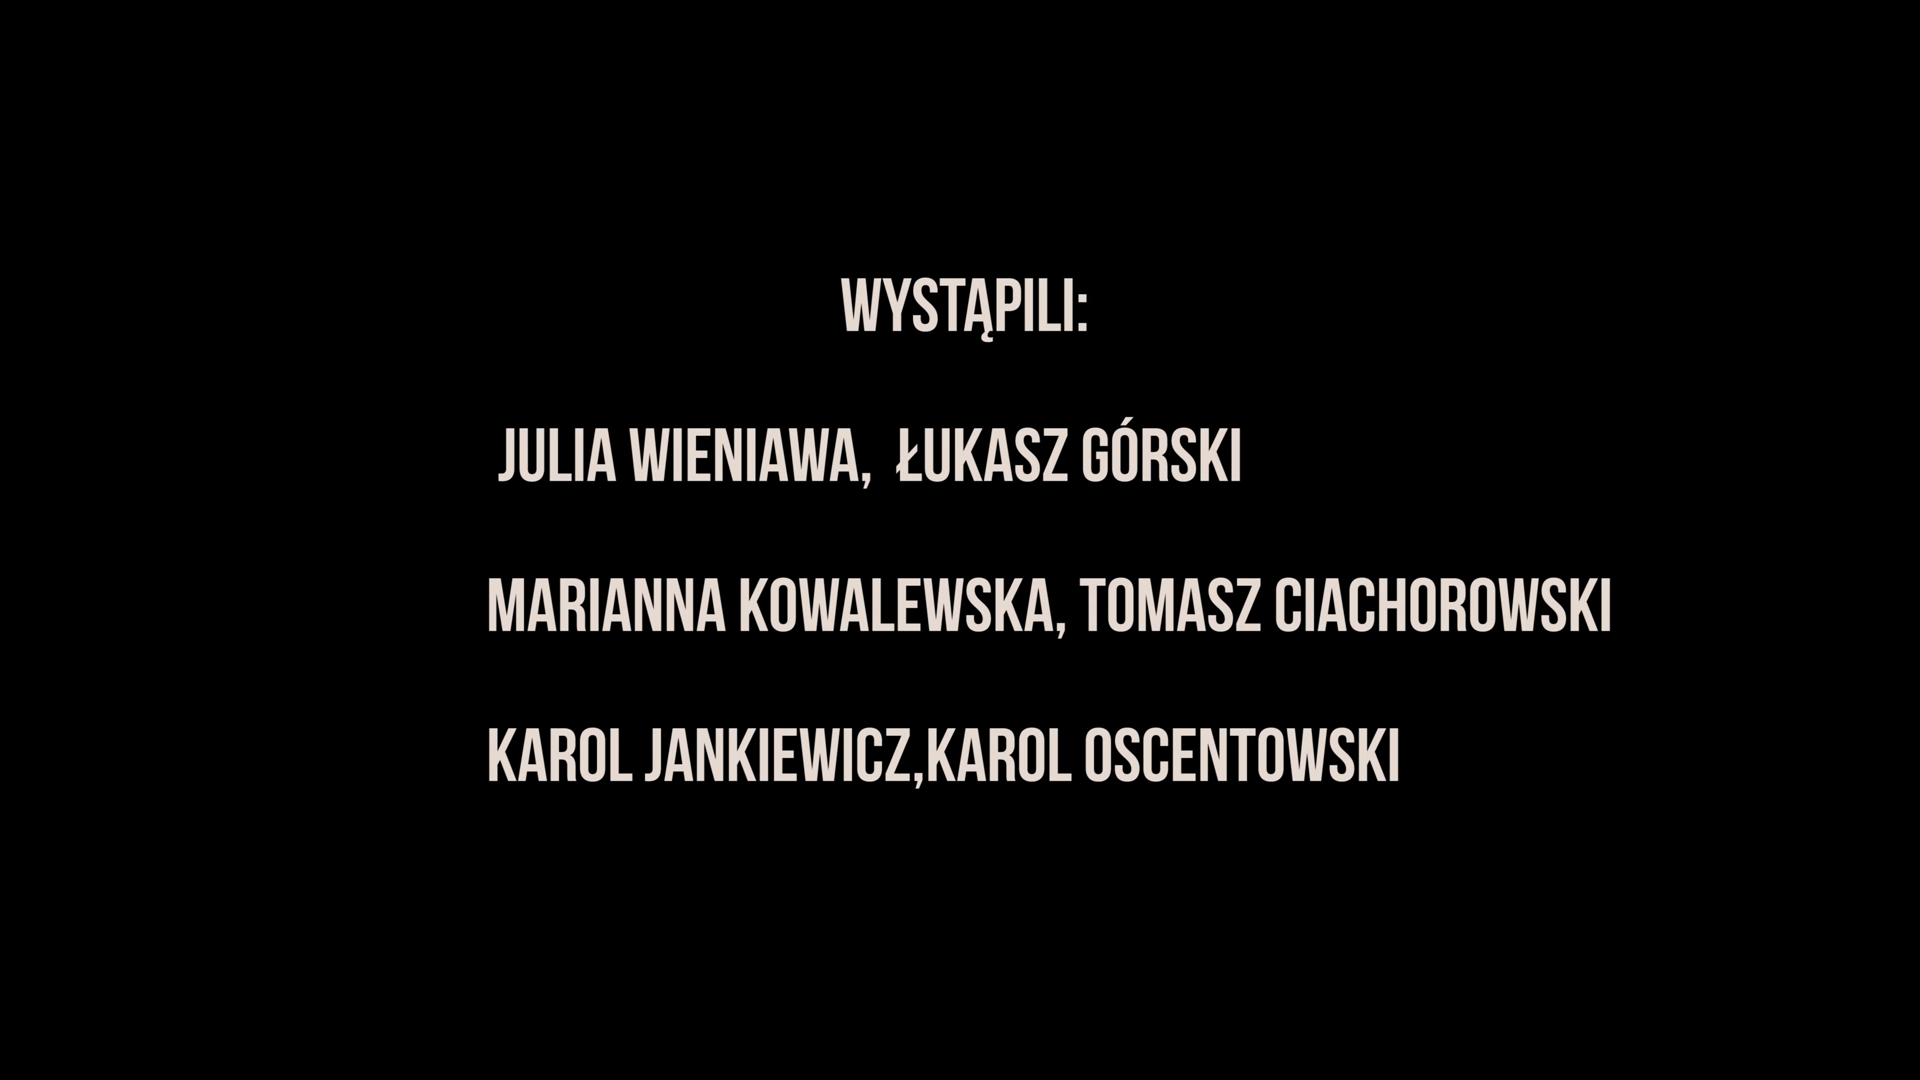 WYSTĄPILI:
JULIA WIENIAWA,  ŁUKASZ GÓRSKI
MARIANNA KOWALEWSKA, TOMASZ CIACHOROWSKI
KAROL JANKIEWICZ,KAROL OSCENTOWSKI